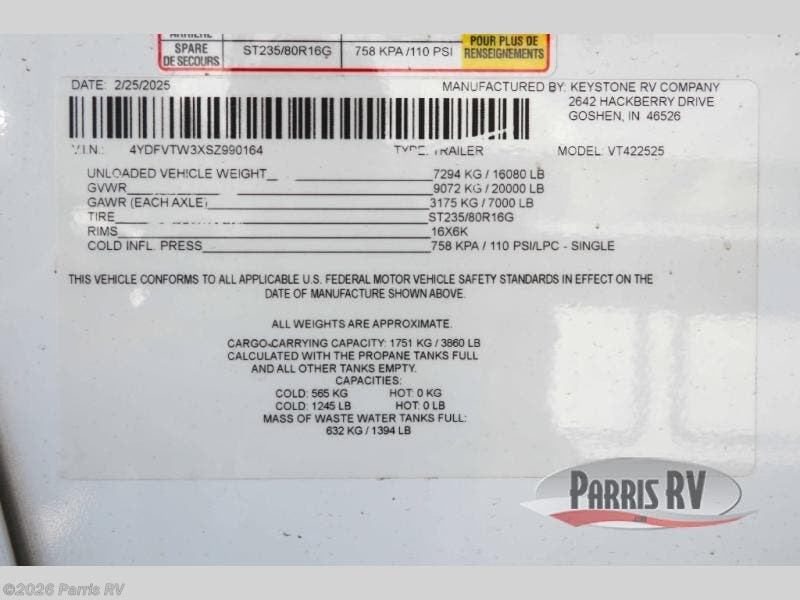 ARRIÈRE
SPARE
DE SECOURS
ST235/80R16G
758 KPA /110 PSI
POUR PLUS DE
RENSEIGNEMENTS
DATE: 2/25/2025
MANUFACTURED BY: KEYSTONE RV COMPANY
2642 HACKBERRY DRIVE
GOSHEN, IN 46526
V.I.N.: 4YDFVTW3XSZ990164 TYPE: TRAILER MODEL: VT422525
UNLOADED VEHICLE WEIGHT 7294 KG / 16080 LB
GVWR 9072 KG / 20000 LB
GAWR (EACH AXLE) 3175 KG / 7000 LB
TIRE ST235/80R16G
RIMS 16X6K
COLD INFL. PRESS 758 KPA / 110 PSI/LPC - SINGLE
THIS VEHICLE CONFORMS TO ALL APPLICABLE U.S. FEDERAL MOTOR VEHICLE SAFETY STANDARDS IN EFFECT ON THE
DATE OF MANUFACTURE SHOWN ABOVE.
ALL WEIGHTS ARE APPROXIMATE.
CARGO-CARRYING CAPACITY: 1751 KG / 3860 LB
CALCULATED WITH THE PROPANE TANKS FULL
AND ALL OTHER TANKS EMPTY.
CAPACITIES:
COLD: 565 KG HOT: 0 KG
COLD: 1245 LB HOT: 0 LB
MASS OF WASTE WATER TANKS FULL:
632 KG / 1394 LB
PARRIS RV
©2026 Parris RV